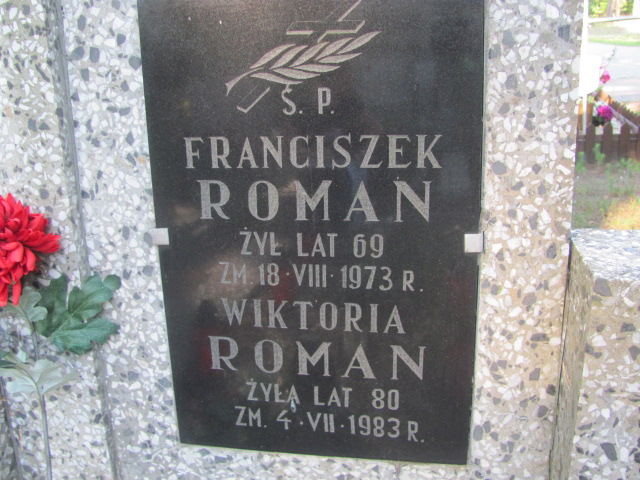 Ś. P.
FRANCISZEK
ROMAN
ŻYŁ LAT 69
ZM. 18·VIII·1973 R.
WIKTORIA
ROMAN
ŻYŁA LAT 80
ZM. 4·VII·1983 R.